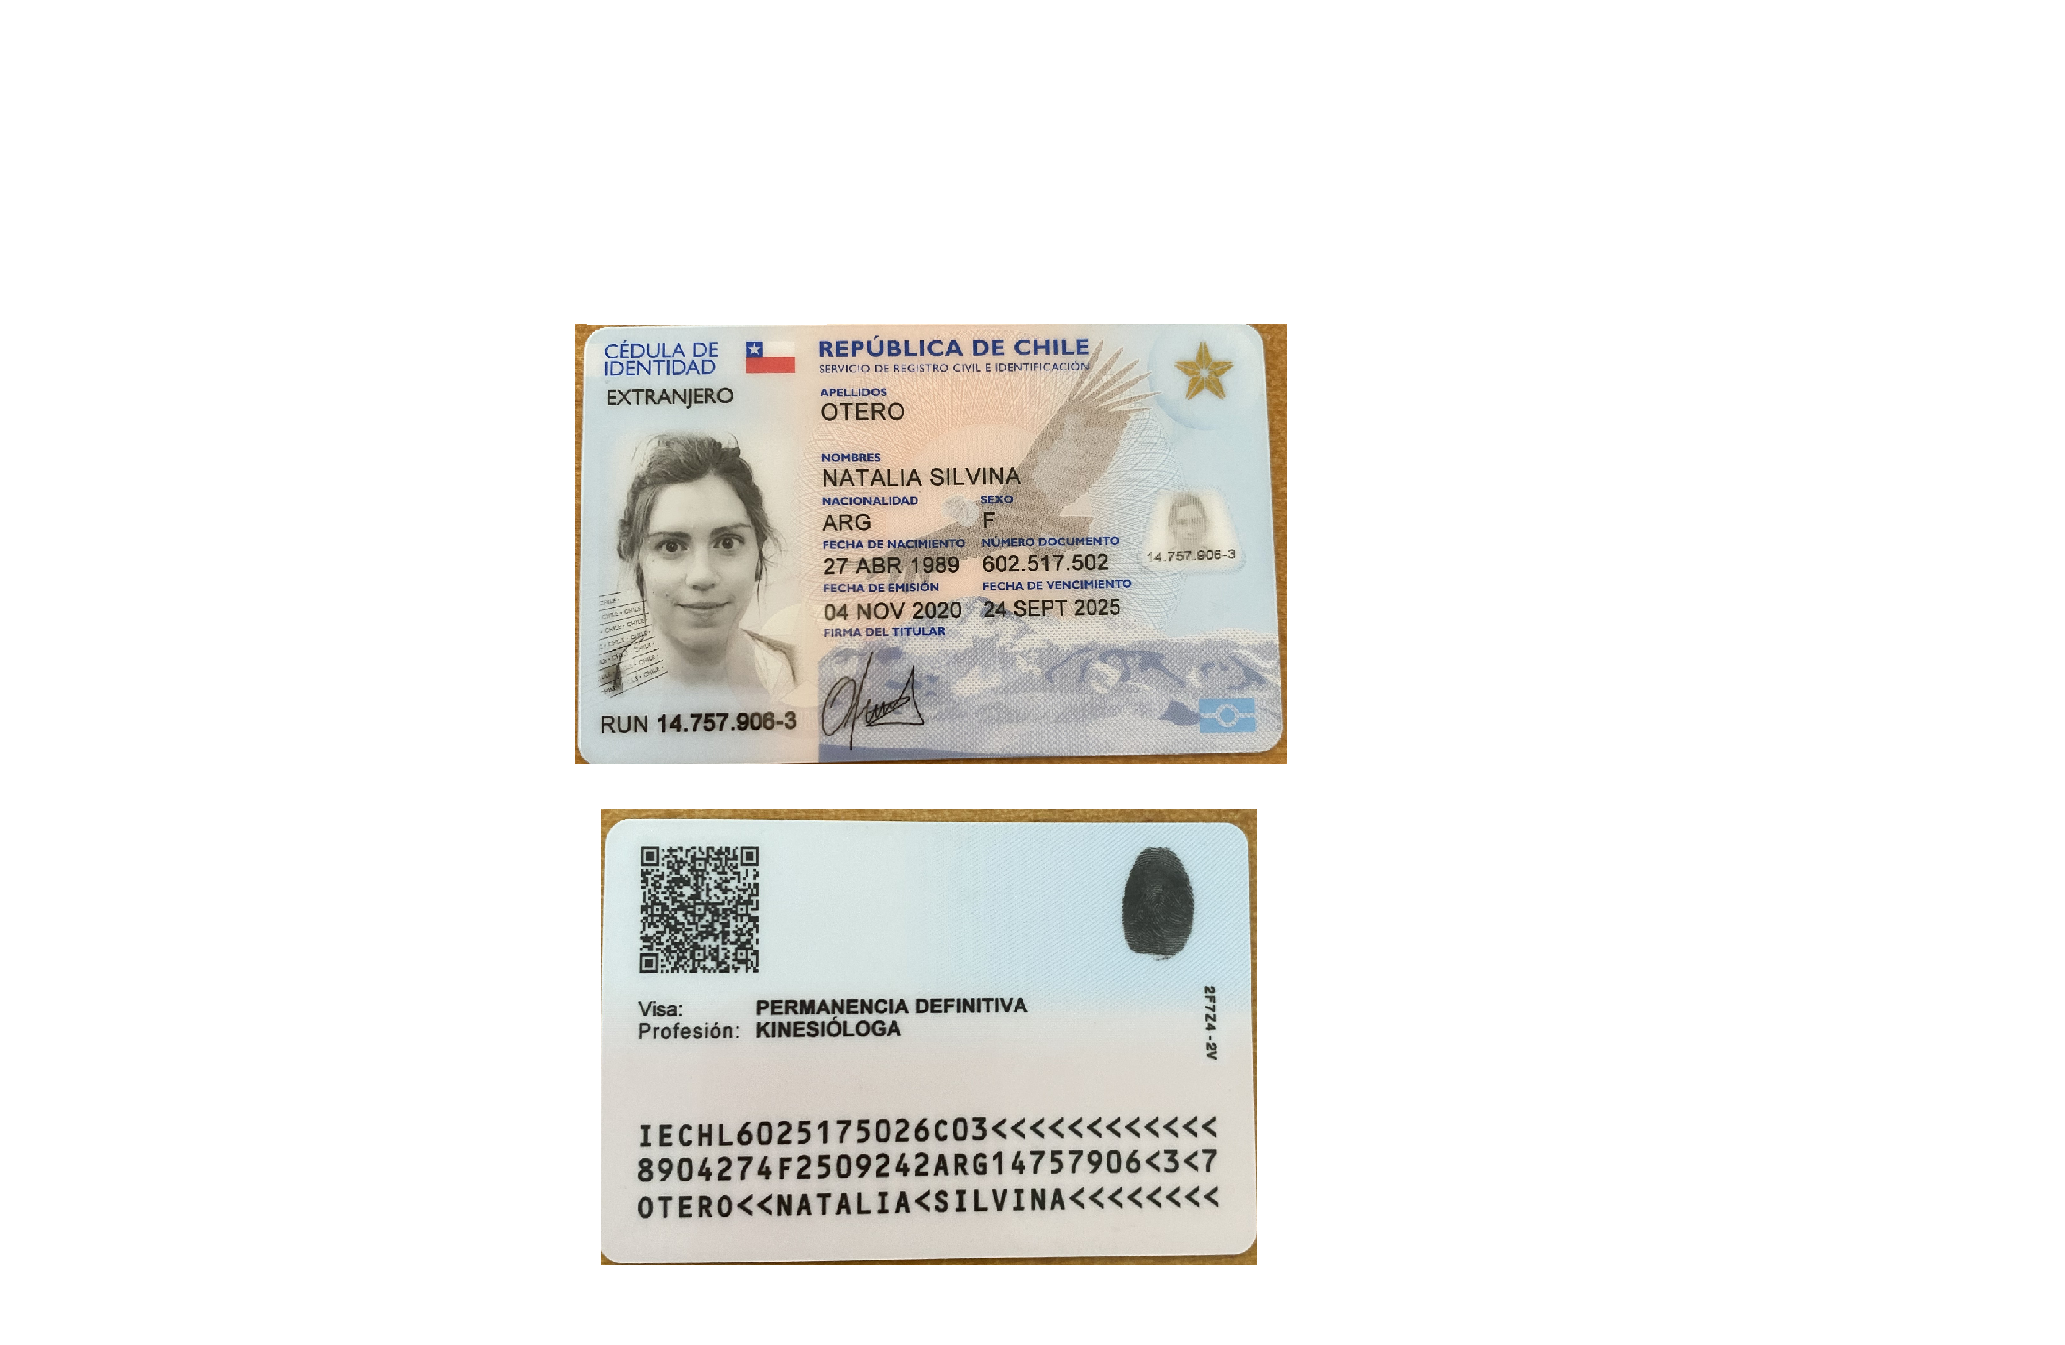 CÉDULA DE
IDENTIDAD
EXTRANJERO
REPÚBLICA DE CHILE
SERVICIO DE REGISTRO CIVIL E IDENTIFICACIÓN
APELLIDOS
OTERO
NOMBRES
NATALIA SILVINA
NACIONALIDAD SEXO
ARG F
FECHA DE NACIMIENTO NÚMERO DOCUMENTO
27 ABR 1989 602.517.502
FECHA DE EMISIÓN FECHA DE VENCIMIENTO
04 NOV 2020 24 SEPT 2025
FIRMA DEL TITULAR
14.757.906-3
RUN 14.757.906-3
Visa: PERMANENCIA DEFINITIVA
Profesión: KINESIÓLOGA
2F7Z4 - 2V
IECHL6025175026C03<<<<<<<<<<<<
8904274F2509242ARG14757906<3<7
OTERO<<NATALIA<SILVINA<<<<<<<<